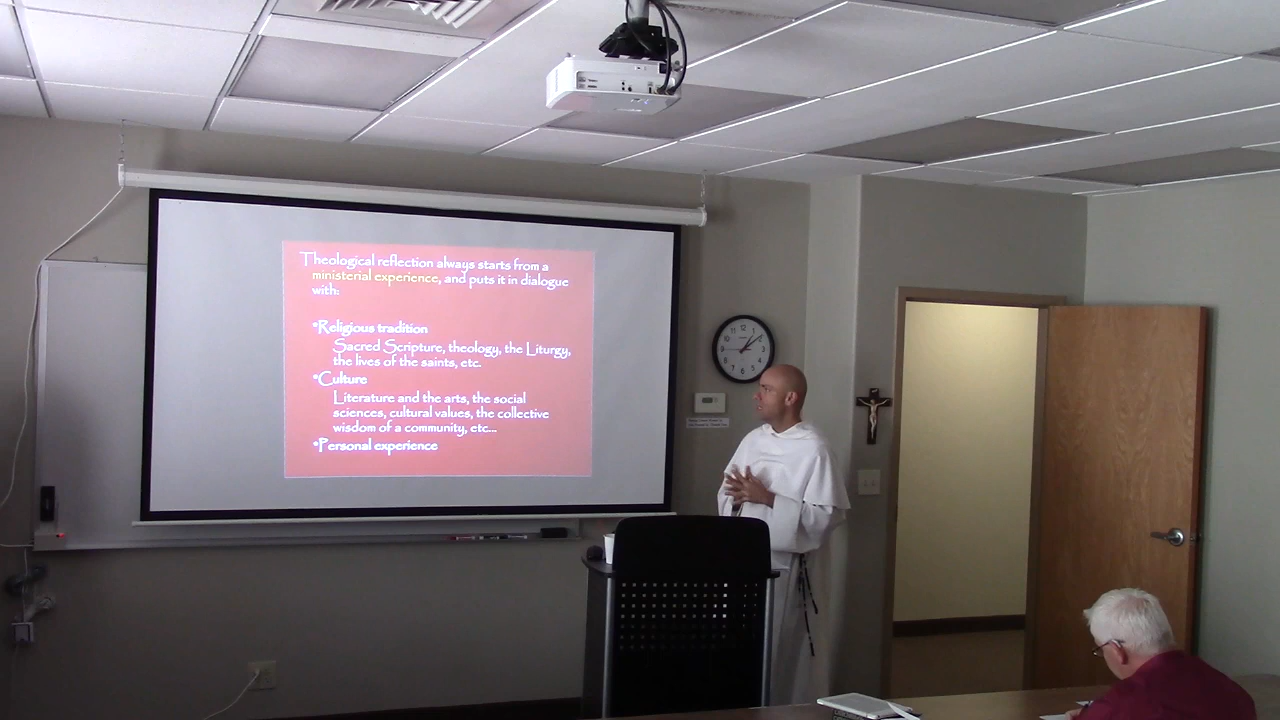 Theological reflection always starts from a
ministerial experience, and puts it in dialogue
with:
•Religious tradition
Sacred Scripture, theology, the Liturgy,
the lives of the saints, etc.
•Culture
Literature and the arts, the social
sciences, cultural values, the collective
wisdom of a community, etc...
•Personal experience